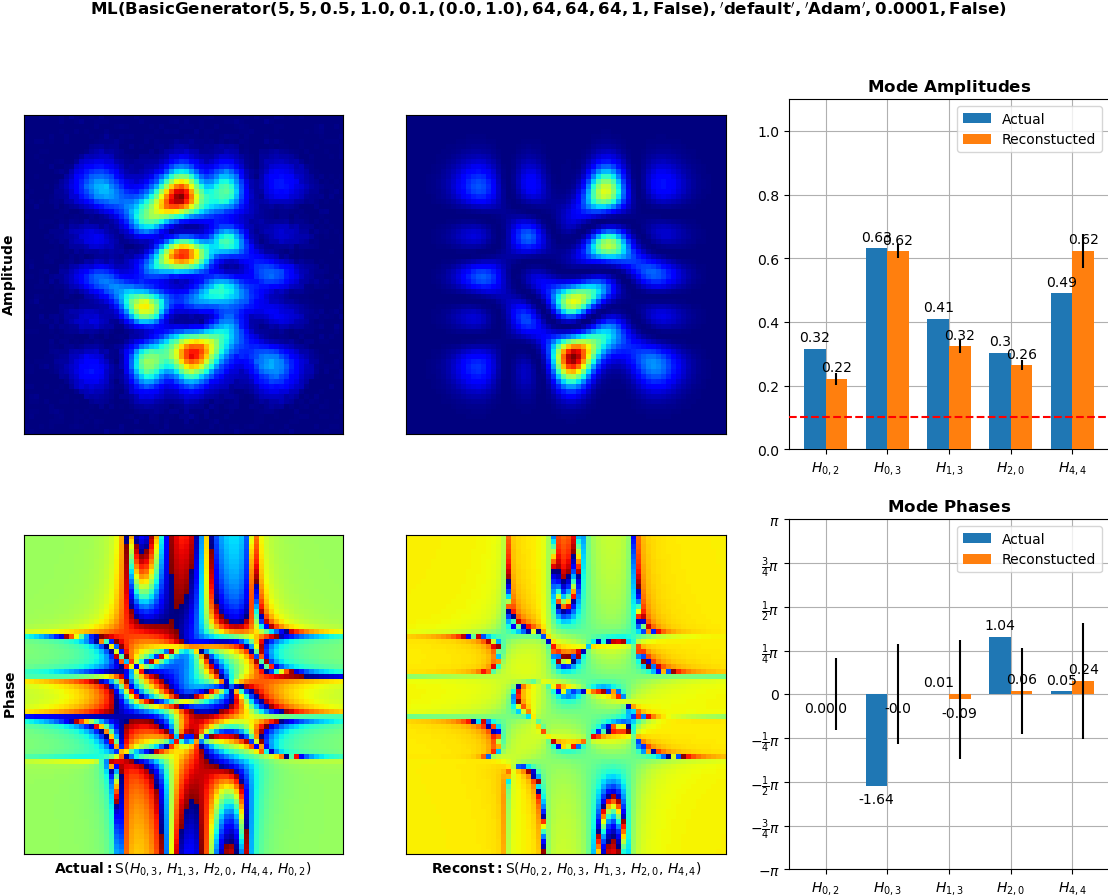 ML(BasicGenerator(5, 5, 0.5, 1.0, 0.1, (0.0, 1.0), 64, 64, 64, 1, False), 'default', 'Adam', 0.0001, False)
Mode Amplitudes
Actual
Reconstucted
1.0
0.8
0.6
0.4
0.2
0.0
0.32
0.22
0.63
0.62
0.41
0.32
0.3
0.26
0.49
0.62
H0,2
H0,3
H1,3
H2,0
H4,4
Amplitude
Mode Phases
Actual
Reconstucted
π
3/4π
1/2π
1/4π
0
−1/4π
−1/2π
−3/4π
−π
0.0
0.0
-1.64
-0.0
0.01
-0.09
1.04
0.06
0.05
0.24
H0,2
H0,3
H1,3
H2,0
H4,4
Phase
Actual: S(H0,3, H1,3, H2,0, H4,4, H0,2)
Reconst: S(H0,2, H0,3, H1,3, H2,0, H4,4)